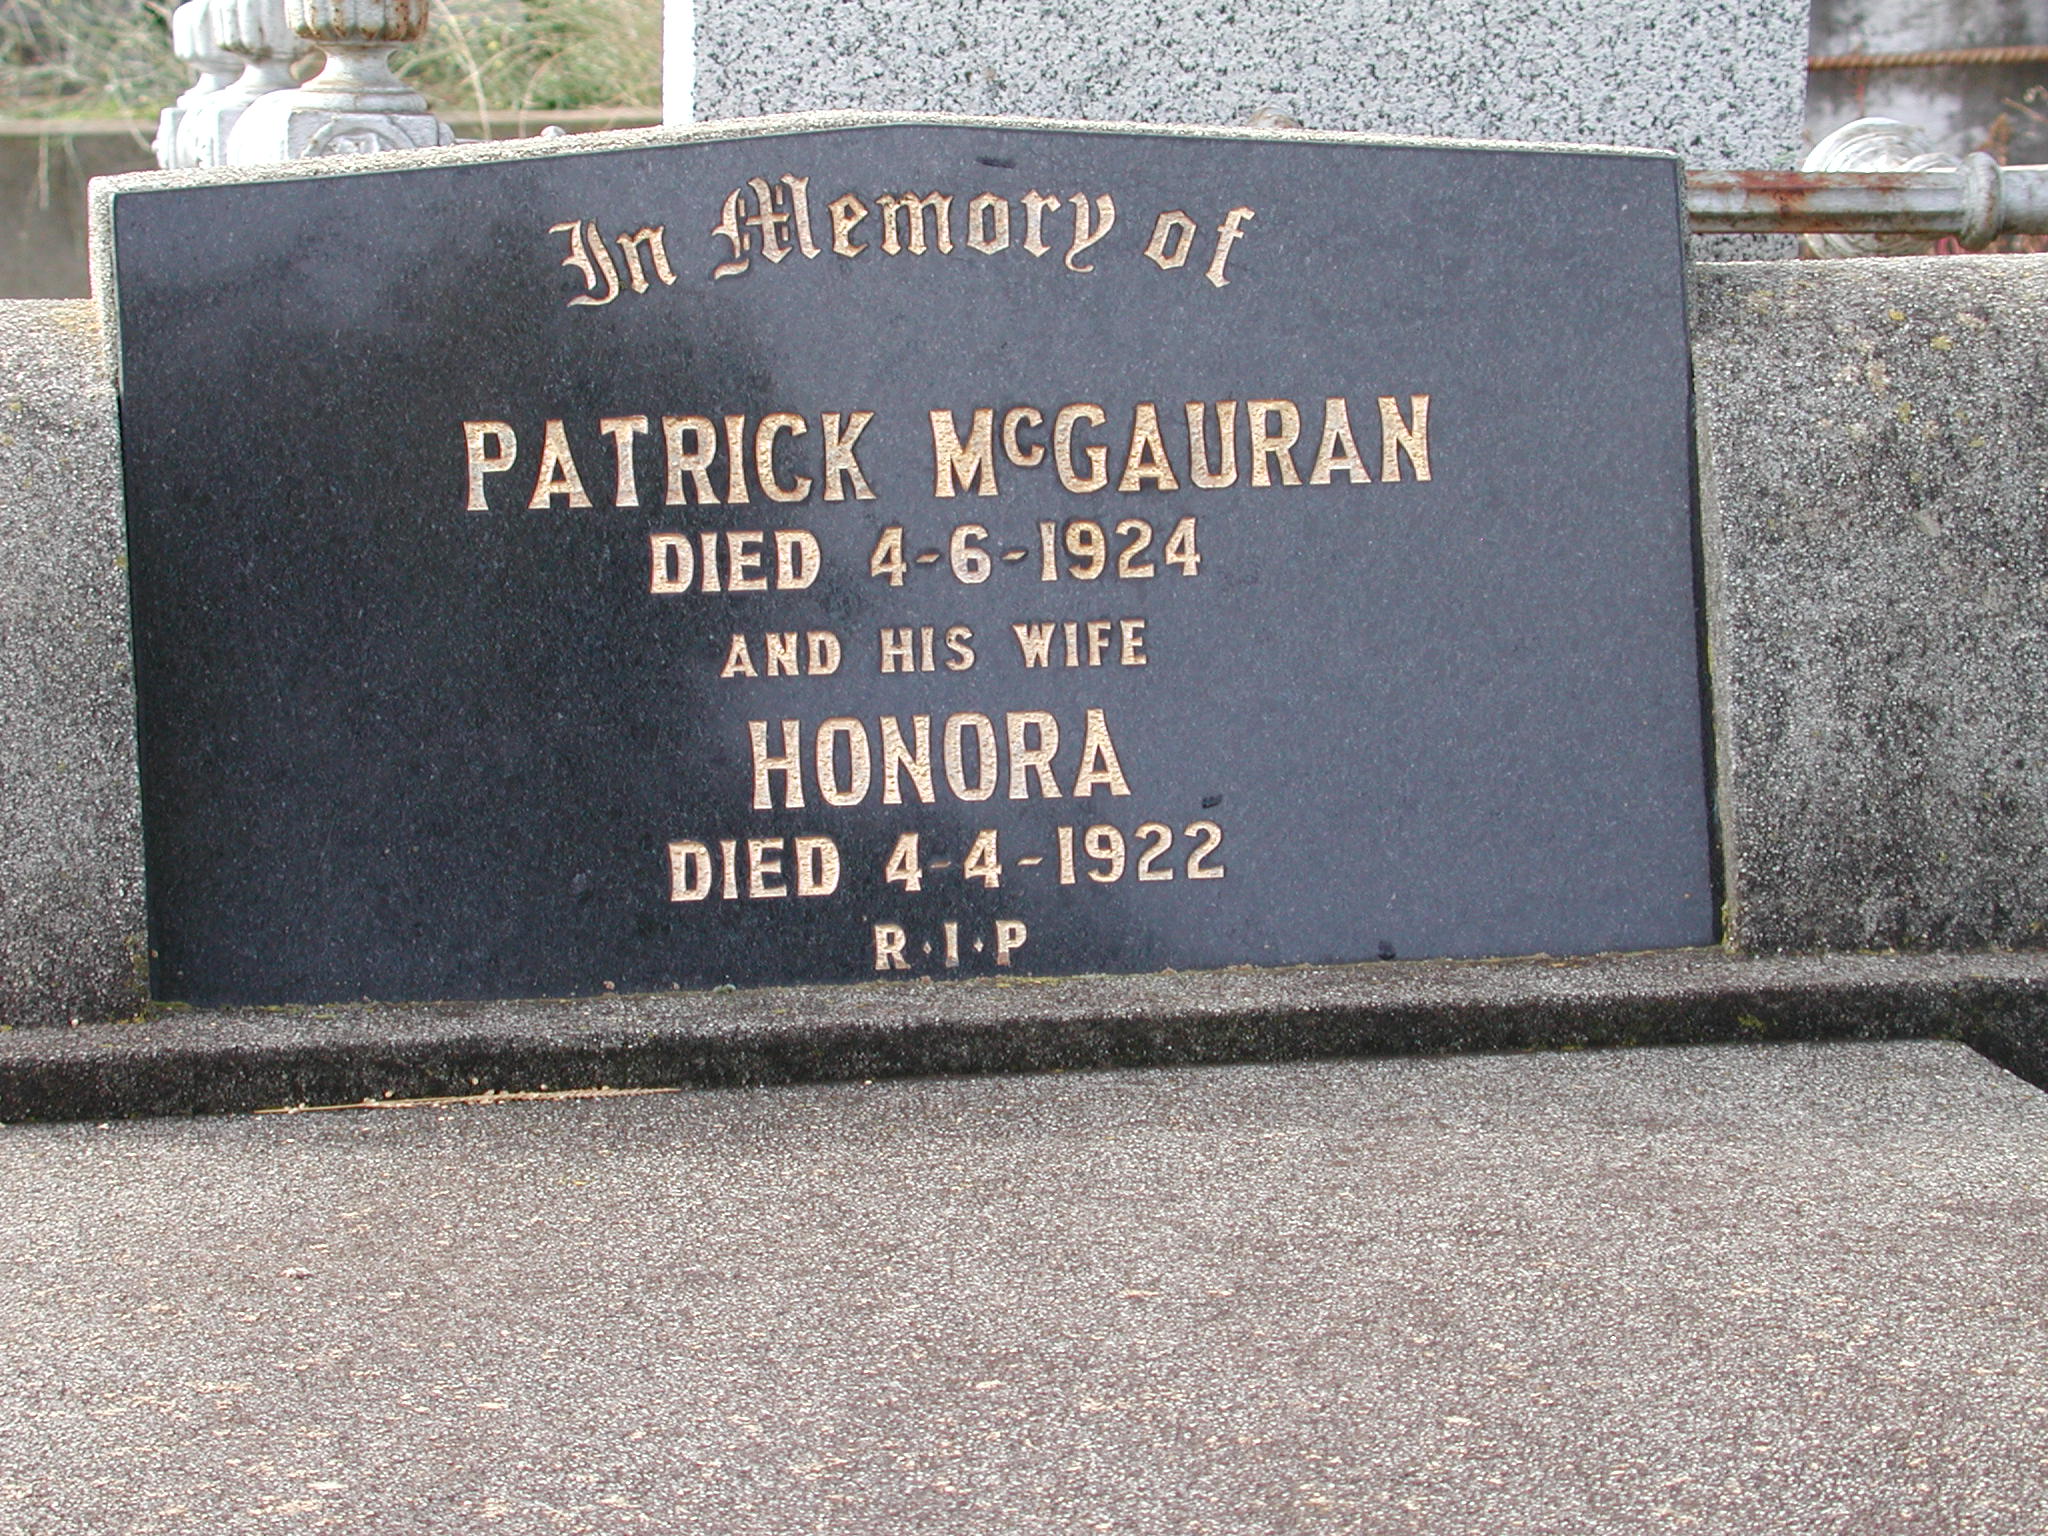 In Memory of
PATRICK McGAURAN
DIED 4-6-1924
AND HIS WIFE
HONORA
DIED 4-4-1922
R·I·P